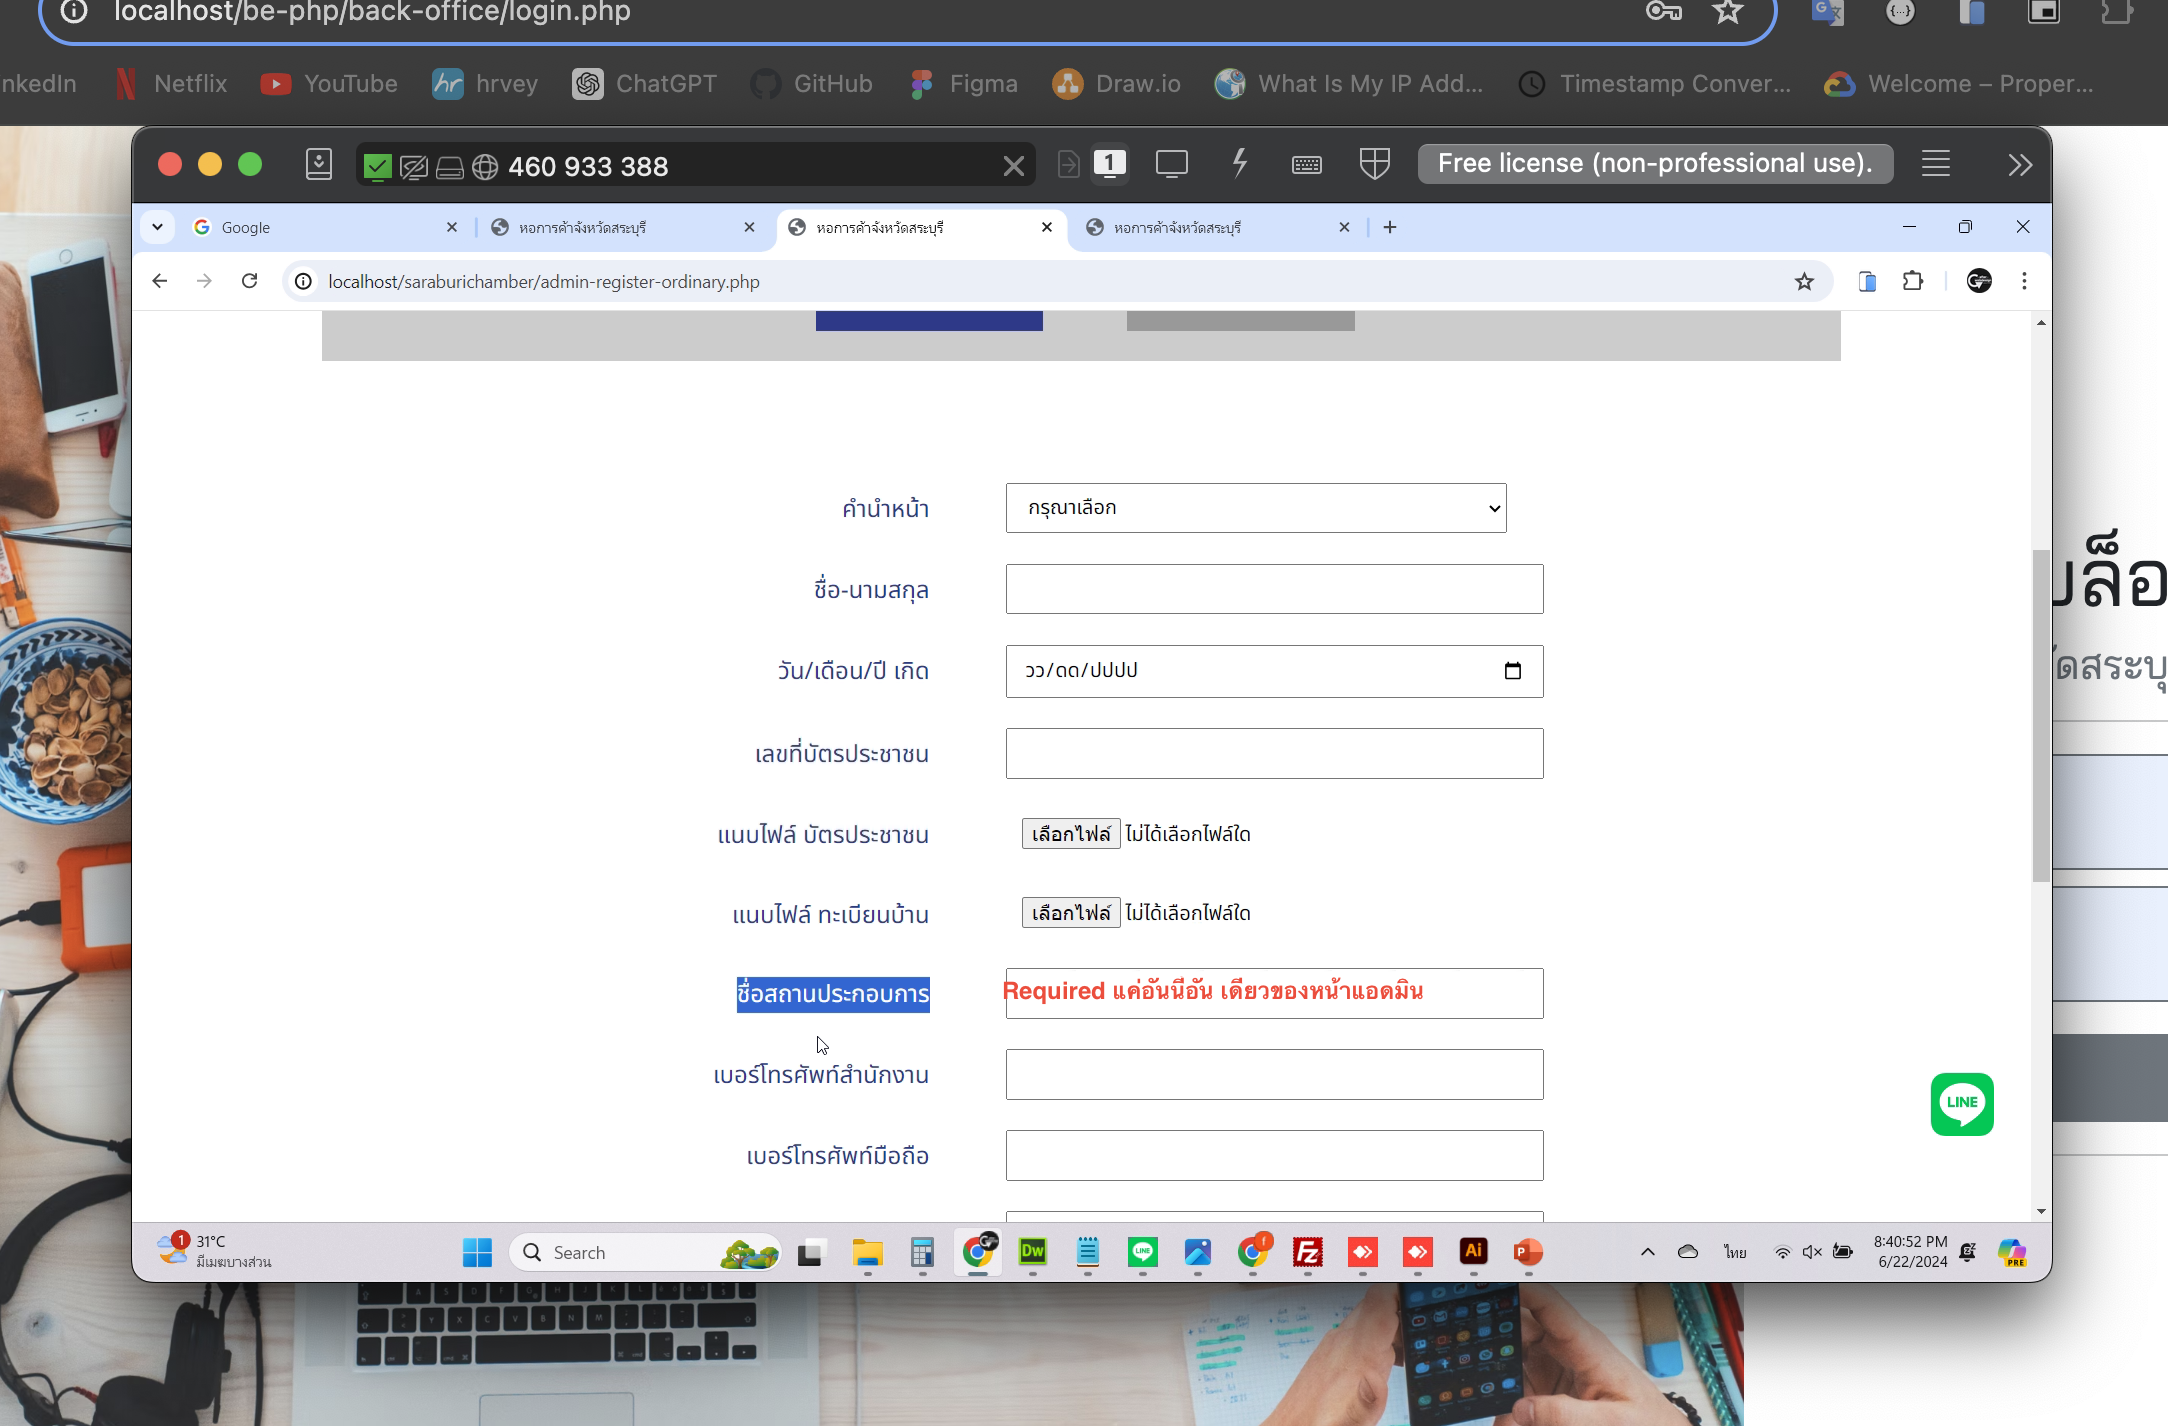 localhost/be-php/back-office/login.php
nkedIn Netflix YouTube hrvey ChatGPT GitHub Figma Draw.io What Is My IP Add... Timestamp Conver... Welcome – Proper...
460 933 388 1 Free license (non-professional use).
Google หอการค้าจังหวัดสระบุรี หอการค้าจังหวัดสระบุรี หอการค้าจังหวัดสระบุรี
localhost/saraburichamber/admin-register-ordinary.php
คำนำหน้า กรุณาเลือก
ชื่อ-นามสกุล
วัน/เดือน/ปี เกิด วว/ดด/ปปปป
เลขที่บัตรประชาชน
แนบไฟล์ บัตรประชาชน เลือกไฟล์ ไม่ได้เลือกไฟล์ใด
แนบไฟล์ ทะเบียนบ้าน เลือกไฟล์ ไม่ได้เลือกไฟล์ใด
ชื่อสถานประกอบการ Required แค่อันนีอัน เดียวของหน้าแอดมิน
เบอร์โทรศัพท์สำนักงาน
เบอร์โทรศัพท์มือถือ
LINE
ล็อ
ัดสระบุ
1 31°C
มีเมฆบางส่วน
Search
Dw LINE f Fz Ai P
ไทย
8:40:52 PM
6/22/2024
PRE